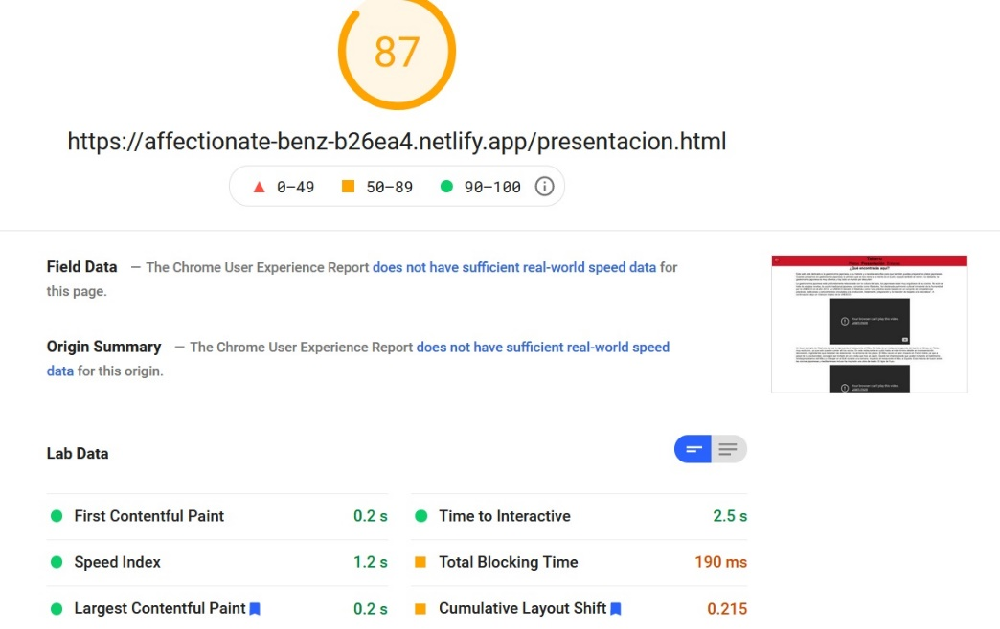 87
https://affectionate-benz-b26ea4.netlify.app/presentacion.html
0–49 50–89 90–100
Field Data — The Chrome User Experience Report does not have sufficient real-world speed data for
this page.
Origin Summary — The Chrome User Experience Report does not have sufficient real-world speed
data for this origin.
Lab Data
First Contentful Paint 0.2 s
Time to Interactive 2.5 s
Speed Index 1.2 s
Total Blocking Time 190 ms
Largest Contentful Paint 0.2 s
Cumulative Layout Shift 0.215